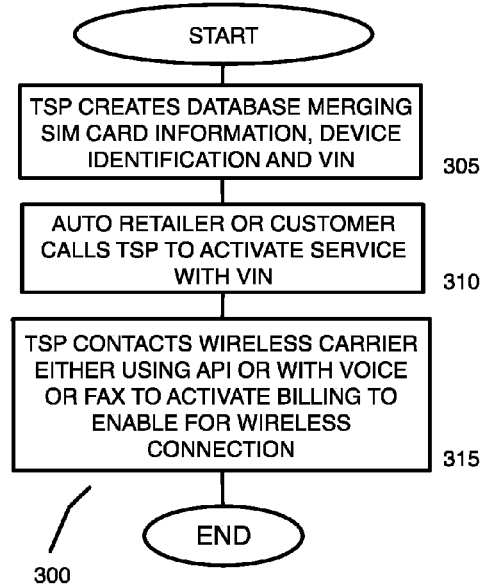 START
TSP CREATES DATABASE MERGING
SIM CARD INFORMATION, DEVICE
IDENTIFICATION AND VIN
305
AUTO RETAILER OR CUSTOMER
CALLS TSP TO ACTIVATE SERVICE
WITH VIN
310
TSP CONTACTS WIRELESS CARRIER
EITHER USING API OR WITH VOICE
OR FAX TO ACTIVATE BILLING TO
ENABLE FOR WIRELESS
CONNECTION
315
END
300